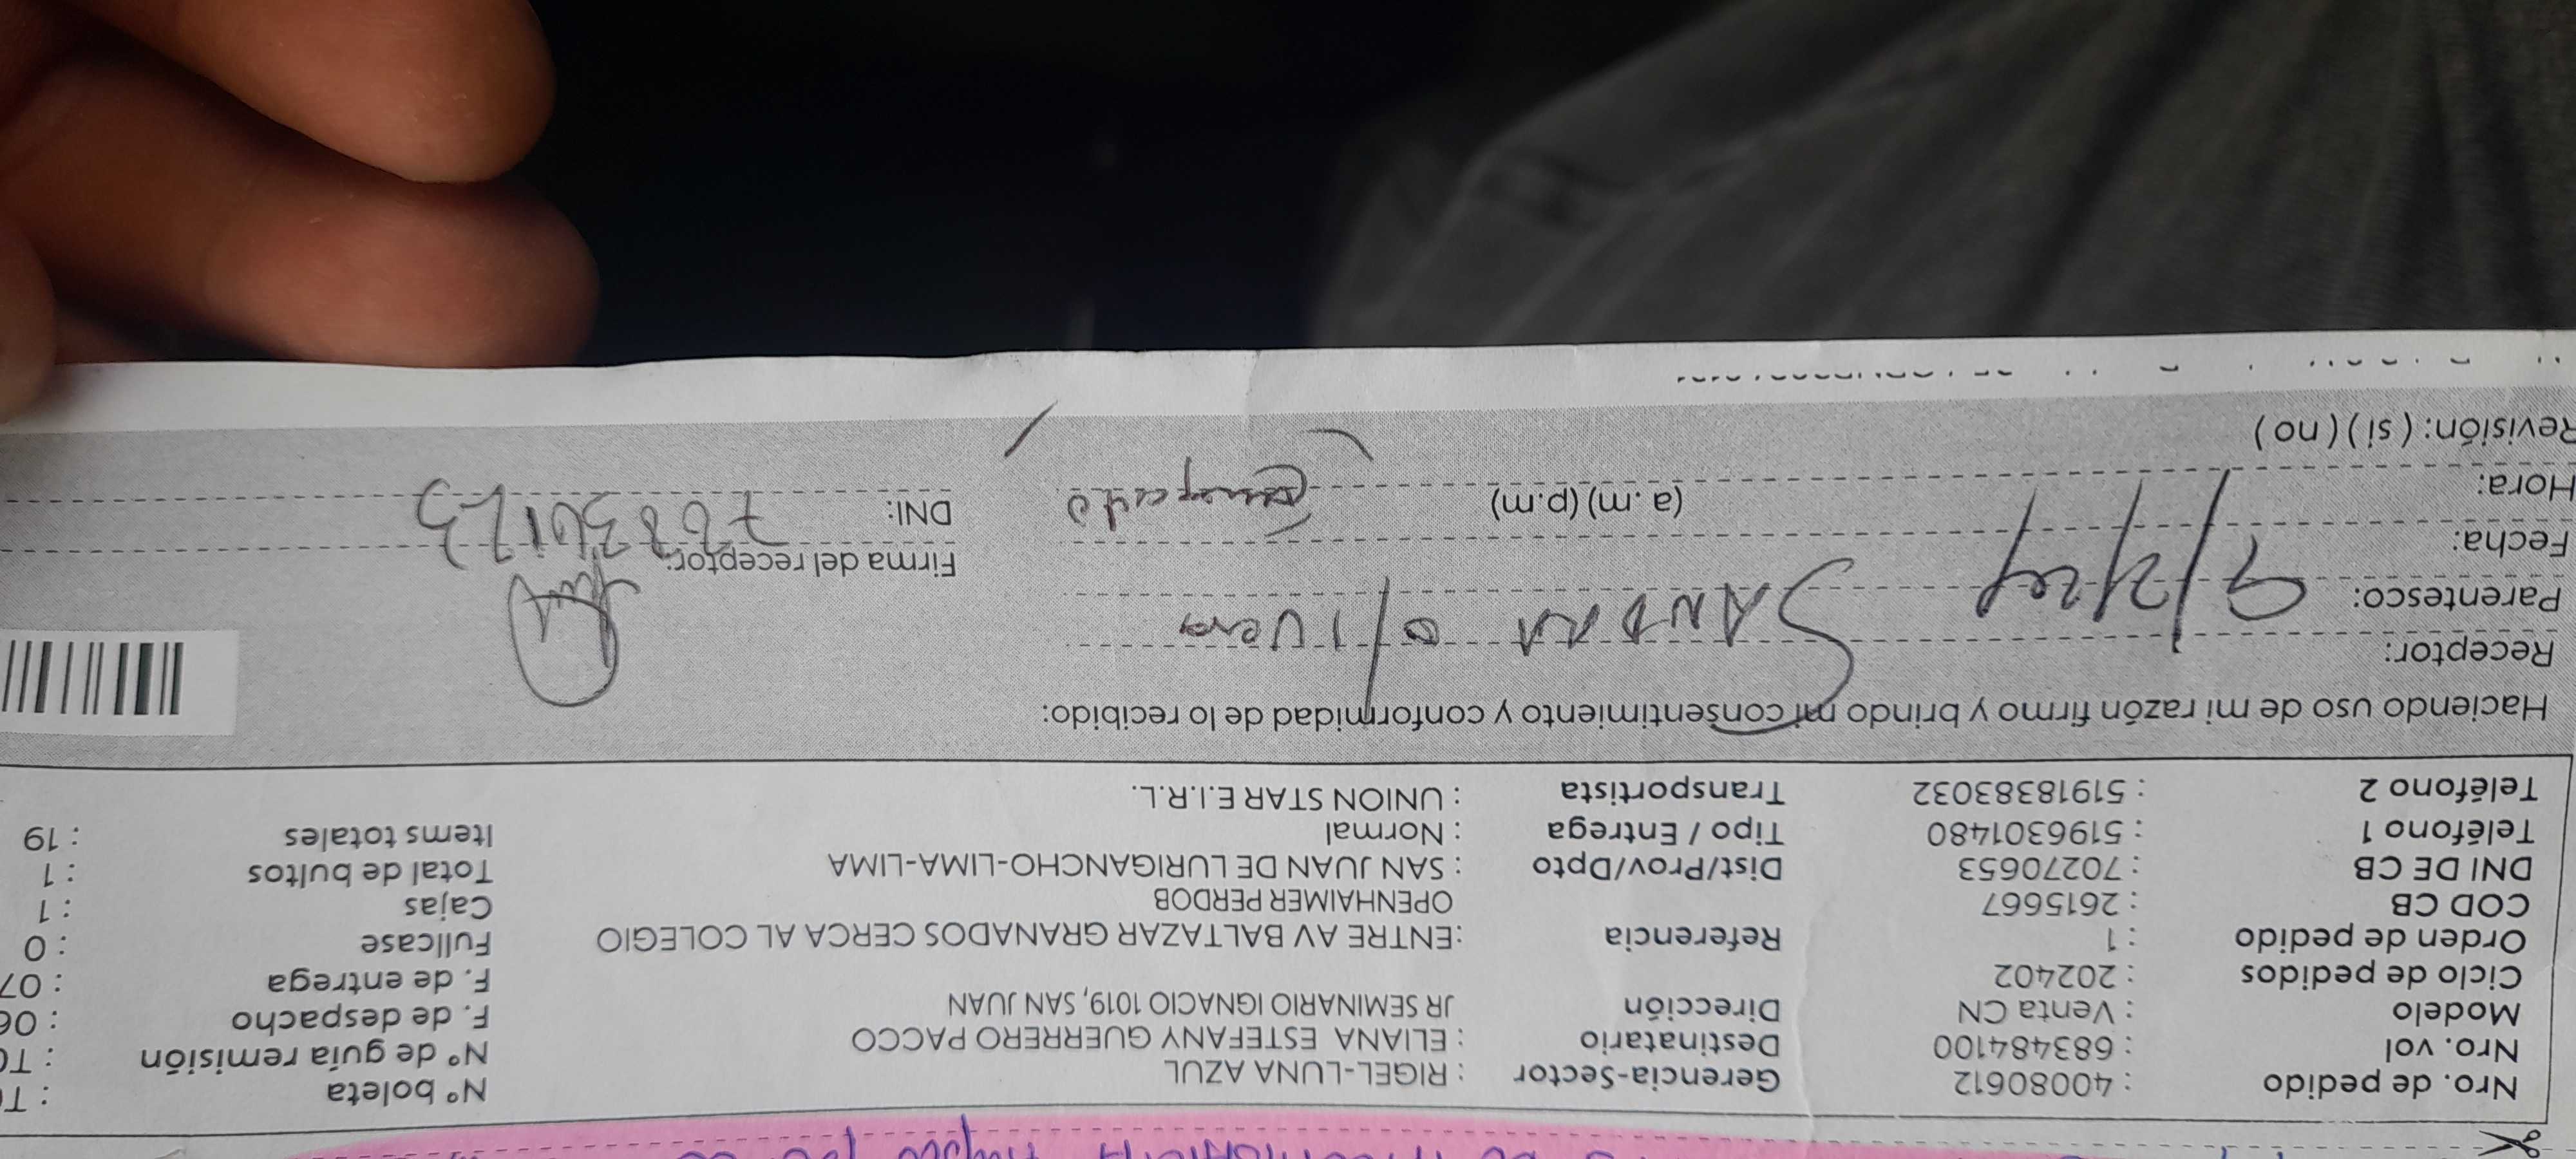 Nro. de pedido : 40080612 Gerencia-Sector : RIGEL-LUNA AZUL Nº boleta : T
Nro. vol : 683484100 Destinatario : ELIANA ESTEFANY GUERRERO PACCO Nº de guía remisión : T
Modelo : Venta CN Dirección JR SEMINARIO IGNACIO 1019, SAN JUAN F. de despacho : 06
Ciclo de pedidos : 202402 F. de entrega : 07
Orden de pedido : 1 Referencia :ENTRE AV BALTAZAR GRANADOS CERCA AL COLEGIO Fullcase : 0
COD CB : 2615667 OPENHAIMER PERDOB Cajas : 1
DNI DE CB : 70270653 Dist/Prov/Dpto : SAN JUAN DE LURIGANCHO-LIMA-LIMA Total de bultos : 1
Teléfono 1 : 5196301480 Tipo / Entrega : Normal Items totales : 19
Teléfono 2 : 51918383032 Transportista : UNION STAR E.I.R.L.
Haciendo uso de mi razón firmo y brindo mi consentimiento y conformidad de lo recibido:
Receptor: SANDRA olivera
Parentesco: 9/2/24
Fecha: Firma del receptor:
Hora: (a.m) (p.m) DNI:
Revisión: (si) (no)